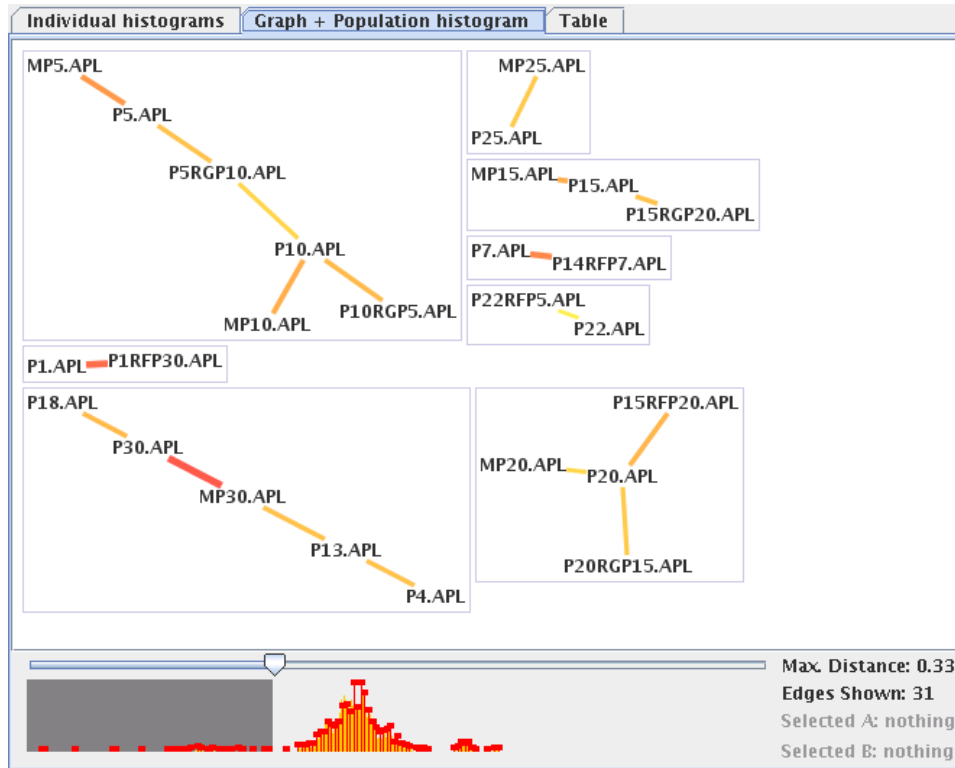 Individual histograms Graph + Population histogram Table
MP5.APL
P5.APL
P5RGP10.APL
P10.APL
P10RGP5.APL
MP10.APL
MP25.APL
P25.APL
MP15.APL
P15.APL
P15RGP20.APL
P7.APL
P14RFP7.APL
P22RFP5.APL
P22.APL
P1.APL
P1RFP30.APL
P18.APL
P30.APL
MP30.APL
P13.APL
P4.APL
P15RFP20.APL
MP20.APL
P20.APL
P20RGP15.APL
Max. Distance: 0.33
Edges Shown: 31
Selected A: nothing
Selected B: nothing